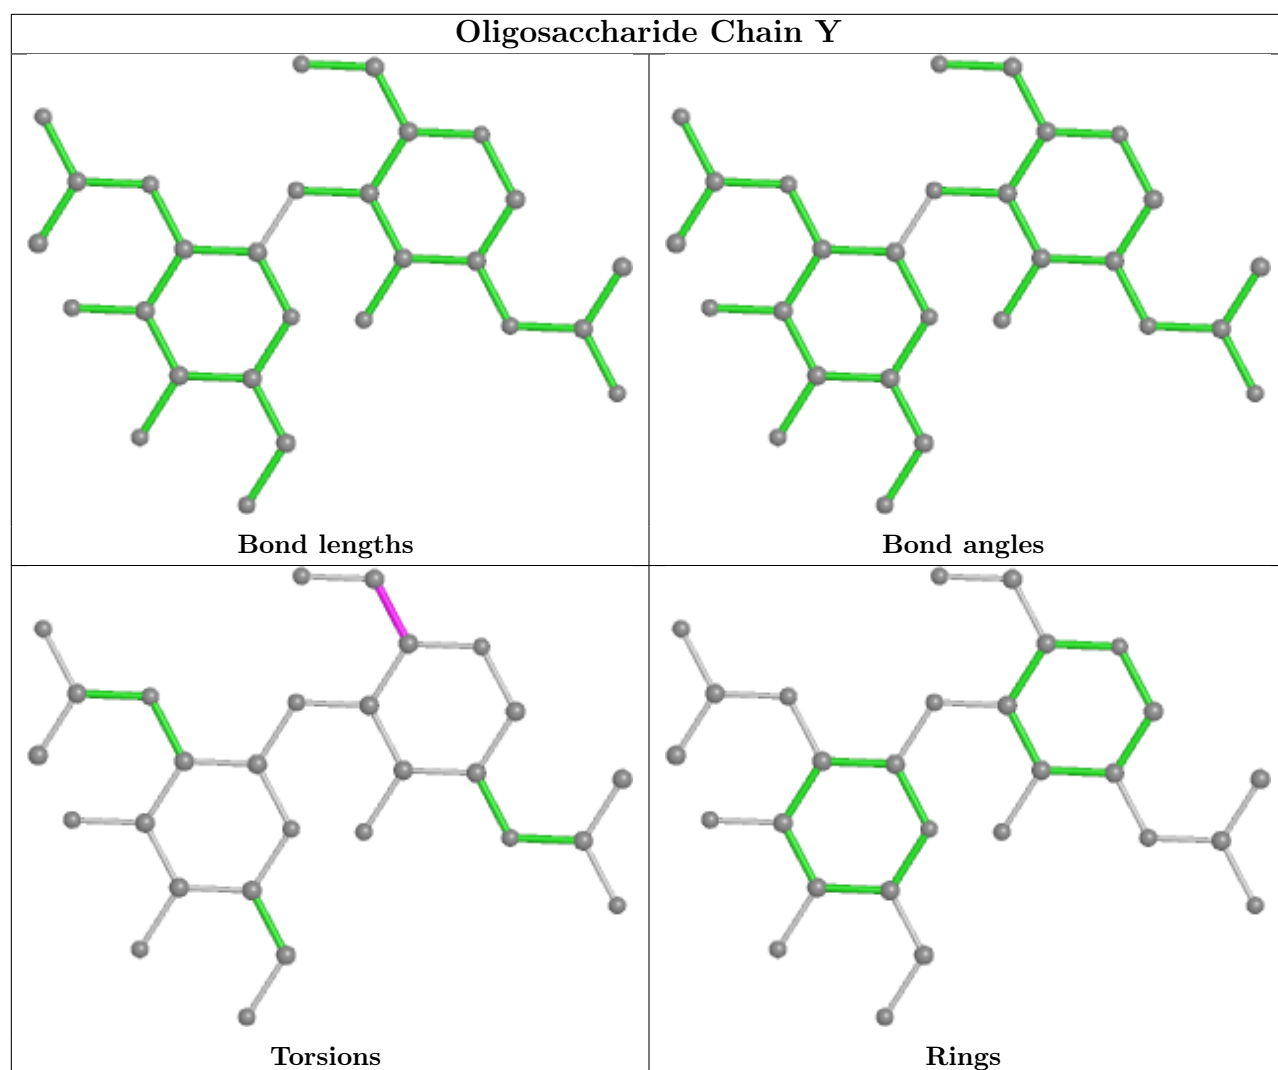 Oligosaccharide Chain Y
Bond lengths
Bond angles
Torsions
Rings